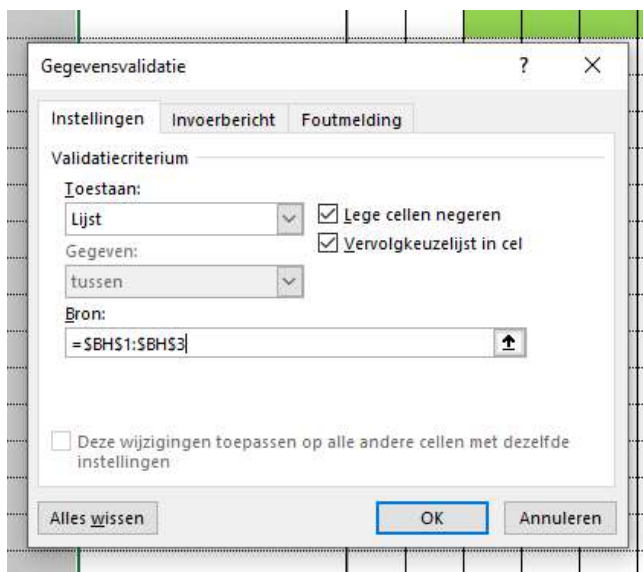 Gegevensvalidatie ?
Instellingen Invoerbericht Foutmelding
Validatiecriterium
Toestaan:
Lijst
Lege cellen negeren
Gegeven:
Vervolgkeuzelijst in cel
tussen
Bron:
=$BH$1:$BH$3
Deze wijzigingen toepassen op alle andere cellen met dezelfde
instellingen
Alles wissen OK Annuleren